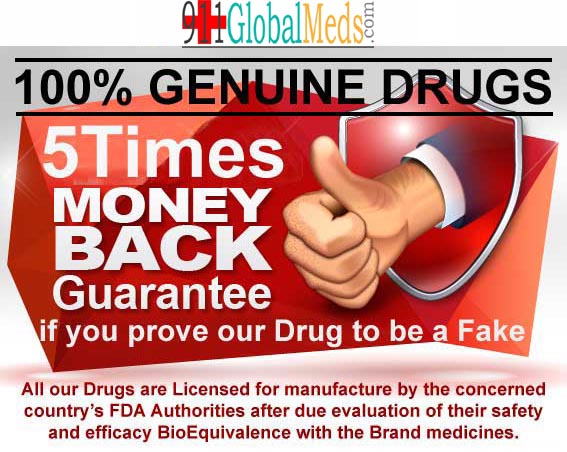 911GlobalMeds.com
100% GENUINE DRUGS
5Times
MONEY
BACK
Guarantee
if you prove our Drug to be a Fake
All our Drugs are Licensed for manufacture by the concerned
country's FDA Authorities after due evaluation of their safety
and efficacy BioEquivalence with the Brand medicines.